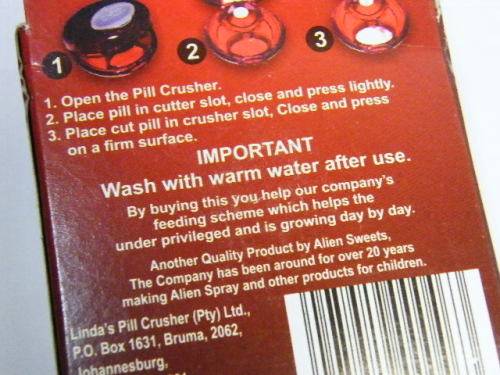 1 2 3
1. Open the Pill Crusher.
2. Place pill in cutter slot, close and press lightly.
3. Place cut pill in crusher slot, Close and press
on a firm surface.
IMPORTANT
Wash with warm water after use.
By buying this you help our company's
feeding scheme which helps the
under privileged and is growing day by day.
Another Quality Product by Alien Sweets,
The Company has been around for over 20 years
making Alien Spray and other products for children.
Linda's Pill Crusher (Pty) Ltd.,
P.O. Box 1631, Bruma, 2062,
Johannesburg,